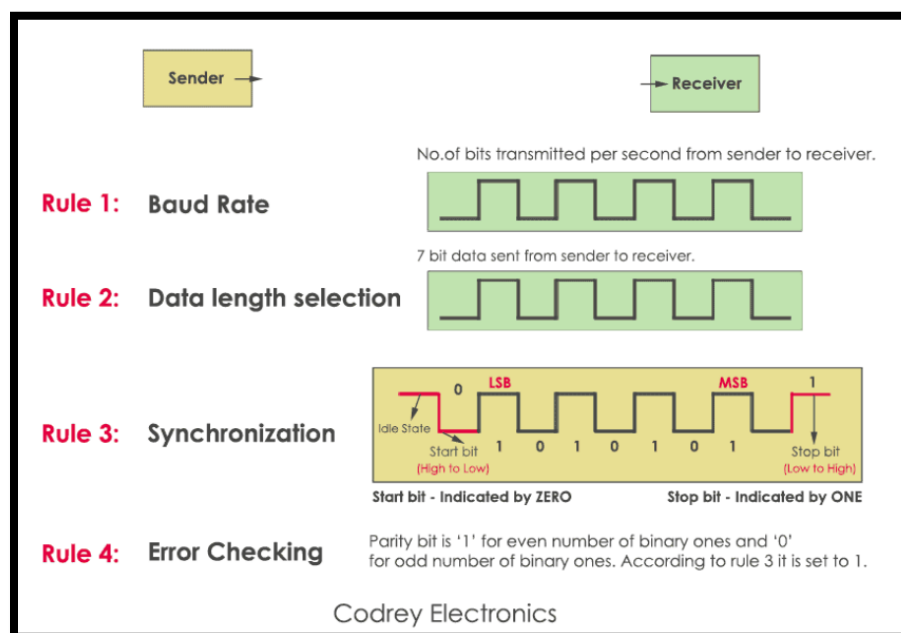 Sender
Receiver
No.of bits transmitted per second from sender to receiver.
Rule 1: Baud Rate
7 bit data sent from sender to receiver.
Rule 2: Data length selection
0 LSB MSB 1
Rule 3: Synchronization
Idle State
1 0 1 0 1 0 1
Start bit
(High to Low)
Stop bit
(Low to High)
Start bit - Indicated by ZERO
Stop bit - Indicated by ONE
Rule 4: Error Checking
Parity bit is ‘1’ for even number of binary ones and ‘0’
for odd number of binary ones. According to rule 3 it is set to 1.
Codrey Electronics